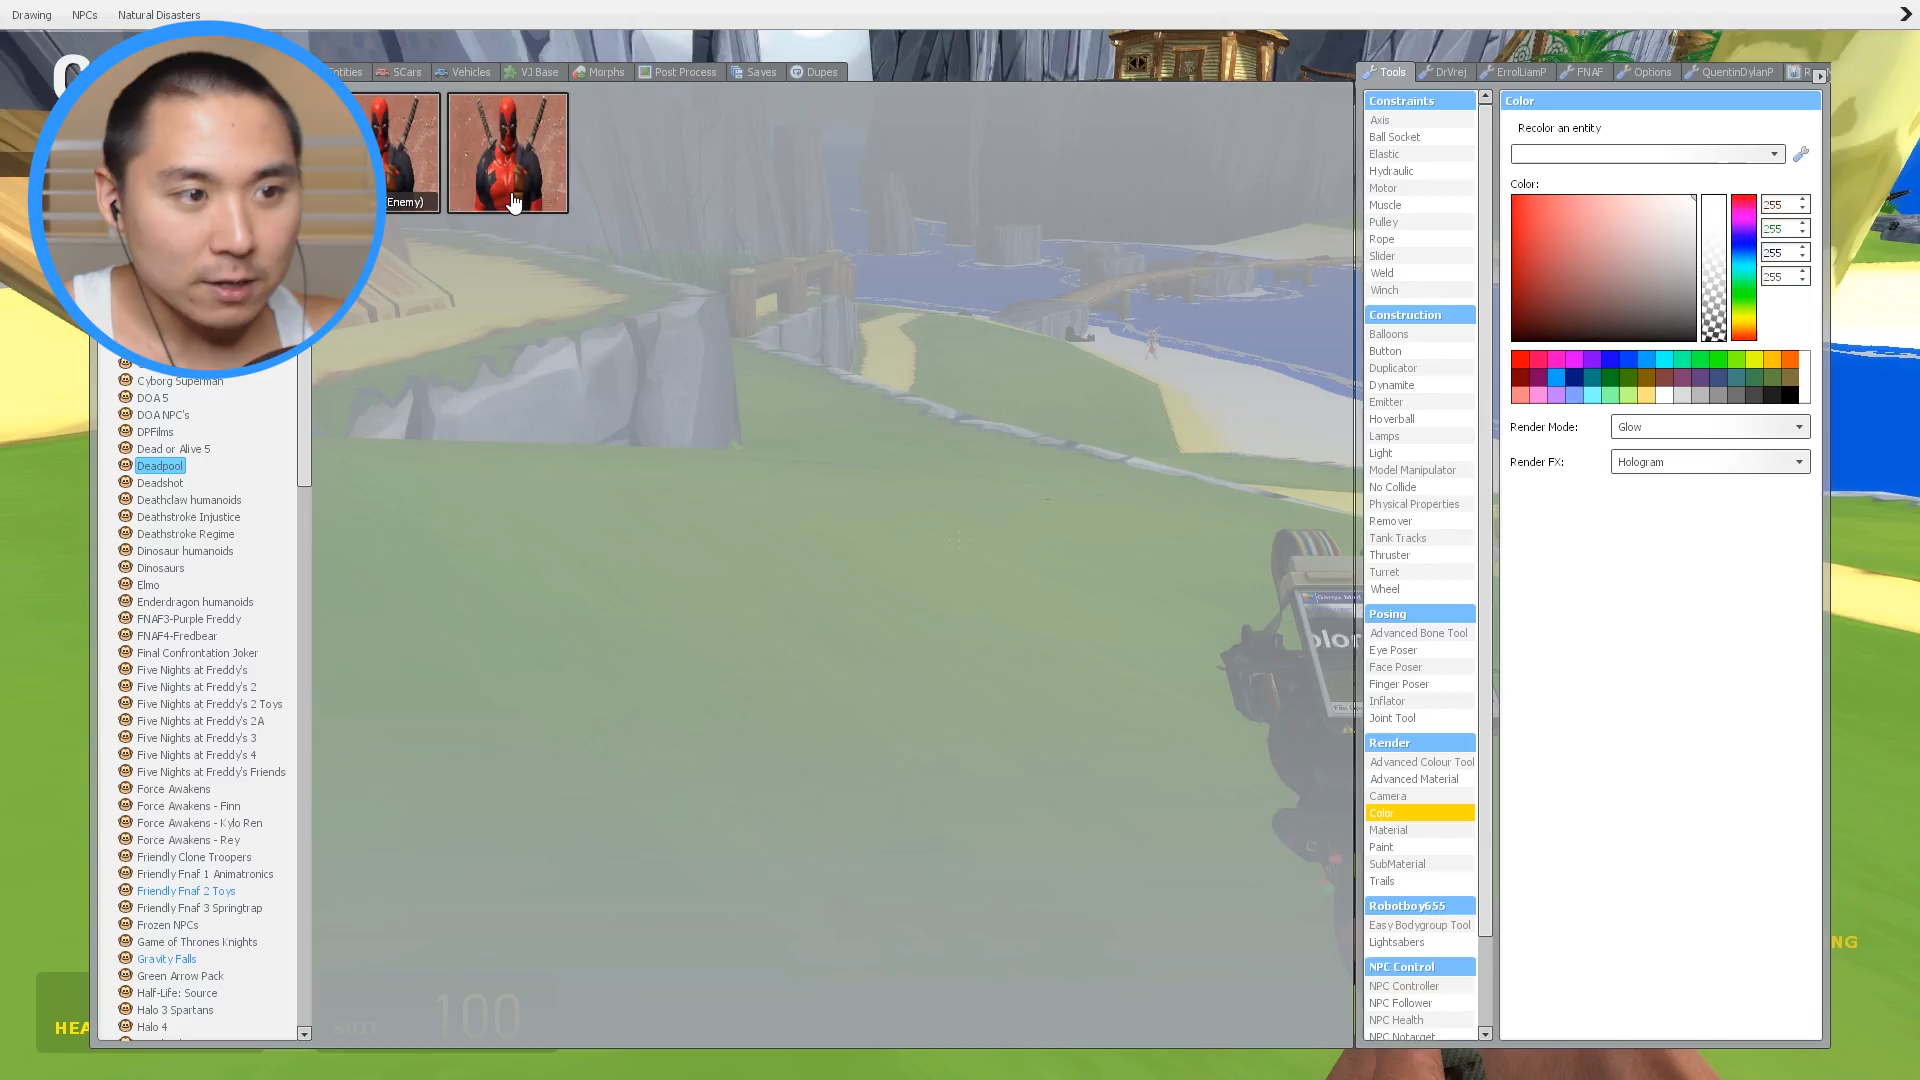 Drawing NPCs Natural Disasters
SCars Vehicles VJ Base Morphs Post Process Saves Dupes
Tools DrVrej ErrolLiamP FNAF Options QuentinDylanP
Enemy)
Cyborg Superman
DOA 5
DOA NPC's
DPFilms
Dead or Alive 5
Deadpool
Deadshot
Deathclaw humanoids
Deathstroke Injustice
Deathstroke Regime
Dinosaur humanoids
Dinosaurs
Elmo
Enderdragon humanoids
FNAF3-Purple Freddy
FNAF4-Fredbear
Final Confrontation Joker
Five Nights at Freddy's
Five Nights at Freddy's 2
Five Nights at Freddy's 2 Toys
Five Nights at Freddy's 2A
Five Nights at Freddy's 3
Five Nights at Freddy's 4
Five Nights at Freddy's Friends
Force Awakens
Force Awakens - Finn
Force Awakens - Kylo Ren
Force Awakens - Rey
Friendly Clone Troopers
Friendly Fnaf 1 Animatronics
Friendly Fnaf 2 Toys
Friendly Fnaf 3 Springtrap
Frozen NPCs
Game of Thrones Knights
Gravity Falls
Green Arrow Pack
Half-Life: Source
Halo 3 Spartans
Halo 4
SUIT 100
Constraints
Axis
Ball Socket
Elastic
Hydraulic
Motor
Muscle
Pulley
Rope
Slider
Weld
Winch
Construction
Balloons
Button
Duplicator
Dynamite
Emitter
Hoverball
Lamps
Light
Model Manipulator
No Collide
Physical Properties
Remover
Tank Tracks
Thruster
Turret
Wheel
Posing
Advanced Bone Tool
Eye Poser
Face Poser
Finger Poser
Inflator
Joint Tool
Render
Advanced Colour Tool
Advanced Material
Camera
Color
Material
Paint
SubMaterial
Trails
Robotboy655
Easy Bodygroup Tool
Lightsabers
NPC Control
NPC Controller
NPC Follower
NPC Health
NPC Notarget
Color
Recolor an entity
Color:
255
255
255
255
Render Mode: Glow
Render FX: Hologram